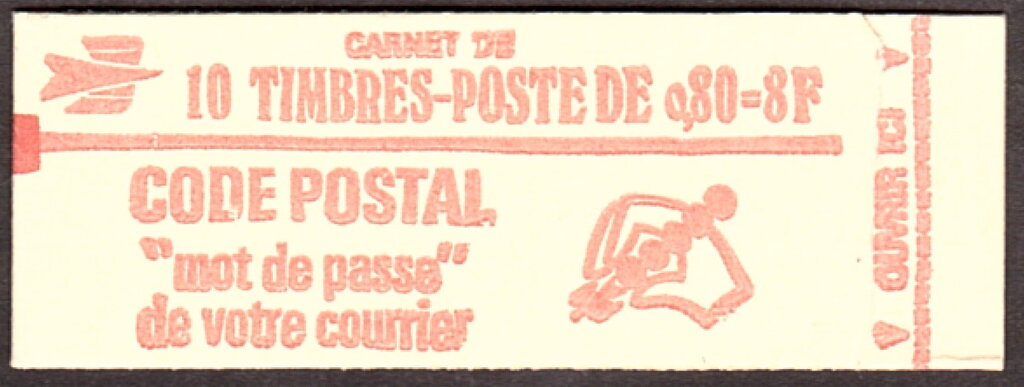 CARNET DE
10 TIMBRES-POSTE DE 0,80=8F
CODE POSTAL
"mot de passe"
de votre courrier
OUVRIR ICI